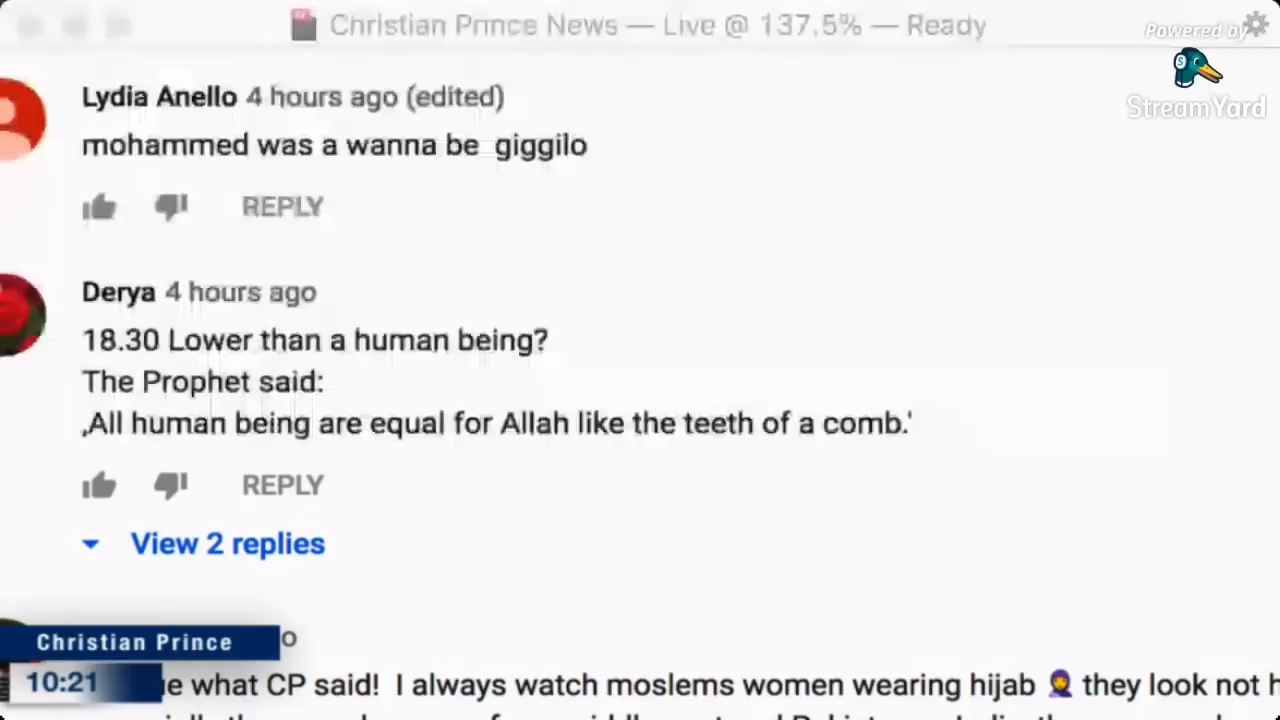 Christian Prince News — Live @ 137.5% — Ready
Powered by
StreamYard
Lydia Anello 4 hours ago (edited)
mohammed was a wanna be giggilo
REPLY
Derya 4 hours ago
18.30 Lower than a human being?
The Prophet said:
‚All human being are equal for Allah like the teeth of a comb.'
REPLY
View 2 replies
Christian Prince
10:21
what CP said! I always watch moslems women wearing hijab 🧕 they look not